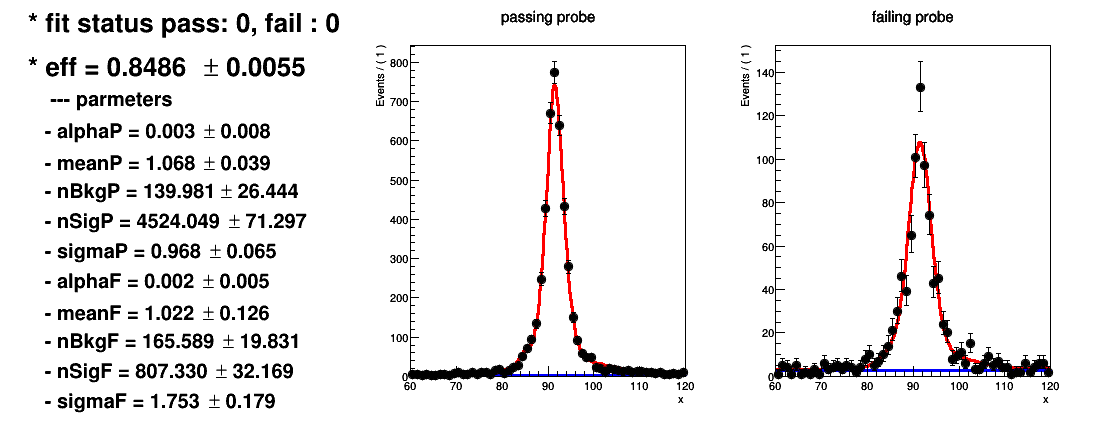 * fit status pass: 0, fail : 0
* eff = 0.8486 ± 0.0055
--- parmeters
- alphaP = 0.003 ± 0.008
- meanP = 1.068 ± 0.039
- nBkgP = 139.981 ± 26.444
- nSigP = 4524.049 ± 71.297
- sigmaP = 0.968 ± 0.065
- alphaF = 0.002 ± 0.005
- meanF = 1.022 ± 0.126
- nBkgF = 165.589 ± 19.831
- nSigF = 807.330 ± 32.169
- sigmaF = 1.753 ± 0.179
passing probe
Events / ( 1 )
800
700
600
500
400
300
200
100
0
60 70 80 90 100 110 120
x
failing probe
Events / ( 1 )
140
120
100
80
60
40
20
0
60 70 80 90 100 110 120
x